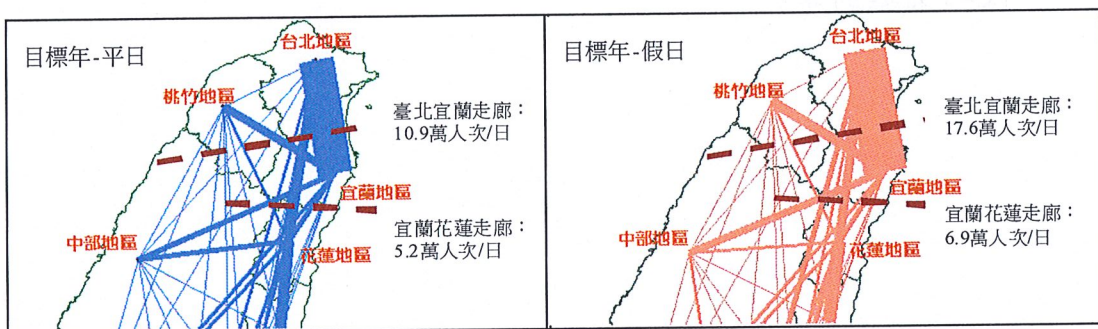 目標年-平日
台北地區
桃竹地區
臺北宜蘭走廊：
10.9萬人次/日
宜蘭地區
中部地區
花蓮地區
宜蘭花蓮走廊：
5.2萬人次/日
目標年-假日
台北地區
桃竹地區
臺北宜蘭走廊：
17.6萬人次/日
宜蘭地區
中部地區
花蓮地區
宜蘭花蓮走廊：
6.9萬人次/日